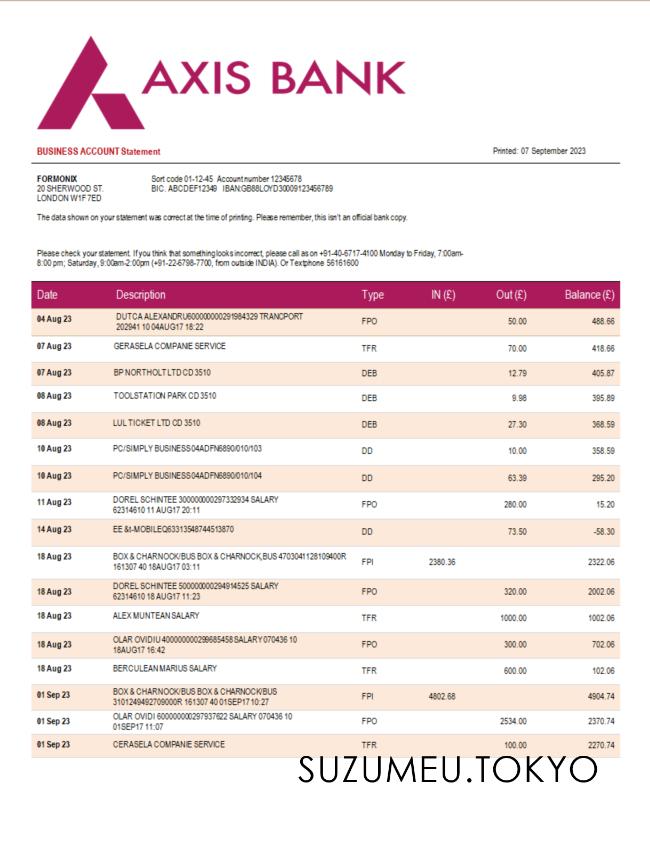 AXIS BANK
BUSINESS ACCOUNT Statement Printed: 07 September 2023
FORMONIX Sort code 01-12-45 Account number 12345678
20 SHERWOOD ST. BIC. ABCDEF12349 IBAN:GB88LOYD30009123456789
LONDON W1F 7ED
The data shown on your statement was correct at the time of printing. Please remember, this isn't an official bank copy.
Please check your statement. If you think that something looks incorrect, please call as on +91-40-6717-4100 Monday to Friday, 7:00am-
8:00 pm; Saturday, 9:00am-2:00pm (+91-22-6798-7700, from outside INDIA). Or Textphone 56161600
Date Description Type IN (£) Out (£) Balance (£)
04 Aug 23 DUTCA ALEXANDRU600000000291984329 TRANCPORT FPO 50.00 488.66
202941 10 04AUG17 18:22
07 Aug 23 GERASELA COMPANIE SERVICE TFR 70.00 418.66
07 Aug 23 BP NORTHOLT LTD CD 3510 DEB 12.79 405.87
08 Aug 23 TOOLSTATION PARK CD 3510 DEB 9.98 395.89
08 Aug 23 LUL TICKET LTD CD 3510 DEB 27.30 368.59
10 Aug 23 PC/SIMPLY BUSINESS04ADFN6890/010/103 DD 10.00 358.59
10 Aug 23 PC/SIMPLY BUSINESS04ADFN6890/010/104 DD 63.39 295.20
11 Aug 23 DOREL SCHINTEE 300000000297332934 SALARY FPO 280.00 15.20
62314610 11 AUG17 20:11
14 Aug 23 EE &t-MOBILEQ63313548744513870 DD 73.50 -58.30
18 Aug 23 BOX & CHARNOCK/BUS BOX & CHARNOCK,BUS 4703041128109400R FPI 2380.36 2322.06
161307 40 18AUG17 03:11
18 Aug 23 DOREL SCHINTEE 500000000294914525 SALARY FPO 320.00 2002.06
62314610 18 AUG17 11:23
18 Aug 23 ALEX MUNTEAN SALARY TFR 1000.00 1002.06
18 Aug 23 OLAR OVIDIU 400000000299685458 SALARY 070436 10 FPO 300.00 702.06
18AUG17 16:42
18 Aug 23 BERCULEAN MARIUS SALARY TFR 600.00 102.06
01 Sep 23 BOX & CHARNOCK/BUS BOX & CHARNOCK/BUS FPI 4802.68 4904.74
3101249492709000R 161307 40 01SEP17 10:27
01 Sep 23 OLAR OVIDI 600000000297937622 SALARY 070436 10 FPO 2534.00 2370.74
01SEP17 11:07
01 Sep 23 CERASELA COMPANIE SERVICE TFR 100.00 2270.74
SUZUMEU.TOKYO